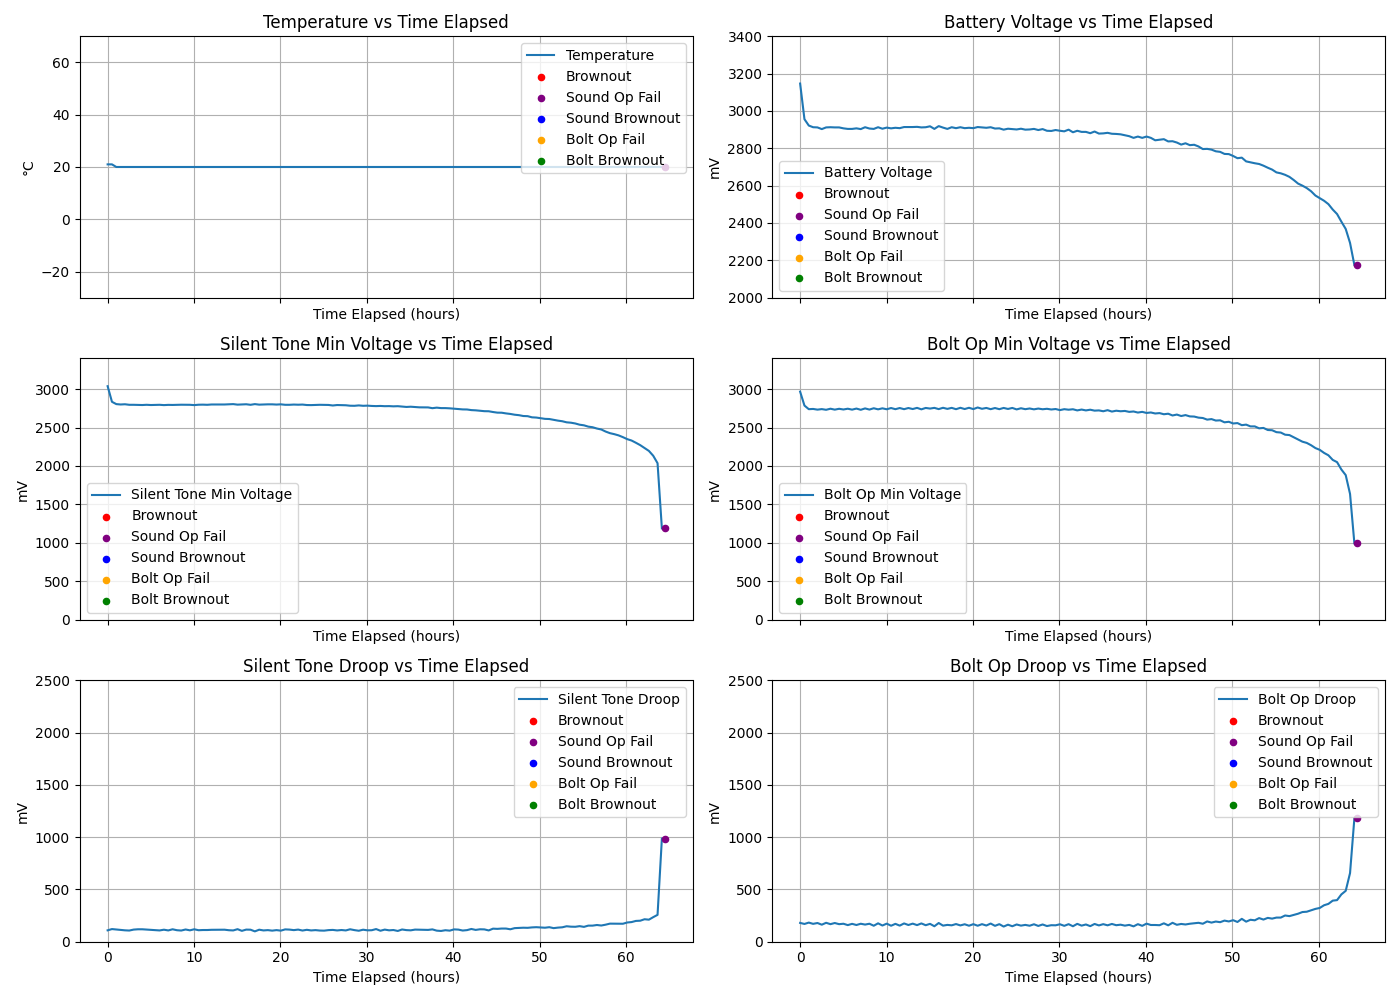 Temperature vs Time Elapsed
60
40
20
0
−20
°C
Temperature
Brownout
Sound Op Fail
Sound Brownout
Bolt Op Fail
Bolt Brownout
Time Elapsed (hours)
Battery Voltage vs Time Elapsed
3400
3200
3000
2800
2600
2400
2200
2000
mV
Battery Voltage
Brownout
Sound Op Fail
Sound Brownout
Bolt Op Fail
Bolt Brownout
Time Elapsed (hours)
Silent Tone Min Voltage vs Time Elapsed
3000
2500
2000
1500
1000
500
0
mV
Silent Tone Min Voltage
Brownout
Sound Op Fail
Sound Brownout
Bolt Op Fail
Bolt Brownout
Time Elapsed (hours)
Bolt Op Min Voltage vs Time Elapsed
3000
2500
2000
1500
1000
500
0
mV
Bolt Op Min Voltage
Brownout
Sound Op Fail
Sound Brownout
Bolt Op Fail
Bolt Brownout
Time Elapsed (hours)
Silent Tone Droop vs Time Elapsed
2500
2000
1500
1000
500
0
mV
Silent Tone Droop
Brownout
Sound Op Fail
Sound Brownout
Bolt Op Fail
Bolt Brownout
0 10 20 30 40 50 60
Time Elapsed (hours)
Bolt Op Droop vs Time Elapsed
2500
2000
1500
1000
500
0
mV
Bolt Op Droop
Brownout
Sound Op Fail
Sound Brownout
Bolt Op Fail
Bolt Brownout
0 10 20 30 40 50 60
Time Elapsed (hours)